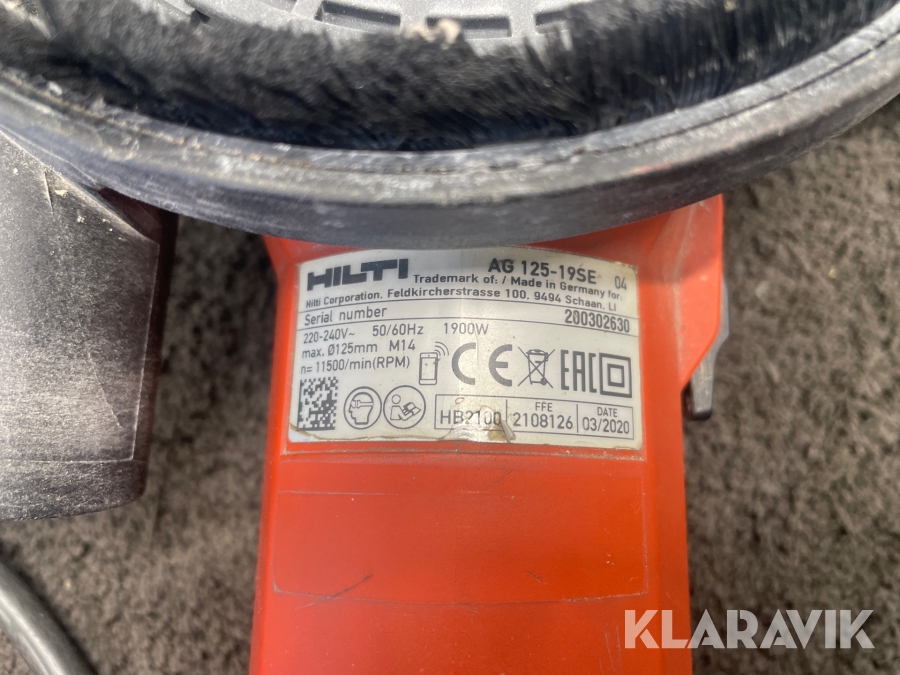 HILTI AG 125-19SE 04
Trademark of: / Made in Germany for:
Hilti Corporation, Feldkircherstrasse 100, 9494 Schaan, LI
Serial number 200302630
220-240V~ 50/60Hz 1900W
max. Ø125mm M14
n= 11500/min(RPM)
CE EAC
HB2100
FFE
2108126
DATE
03/2020
KLARAVIK